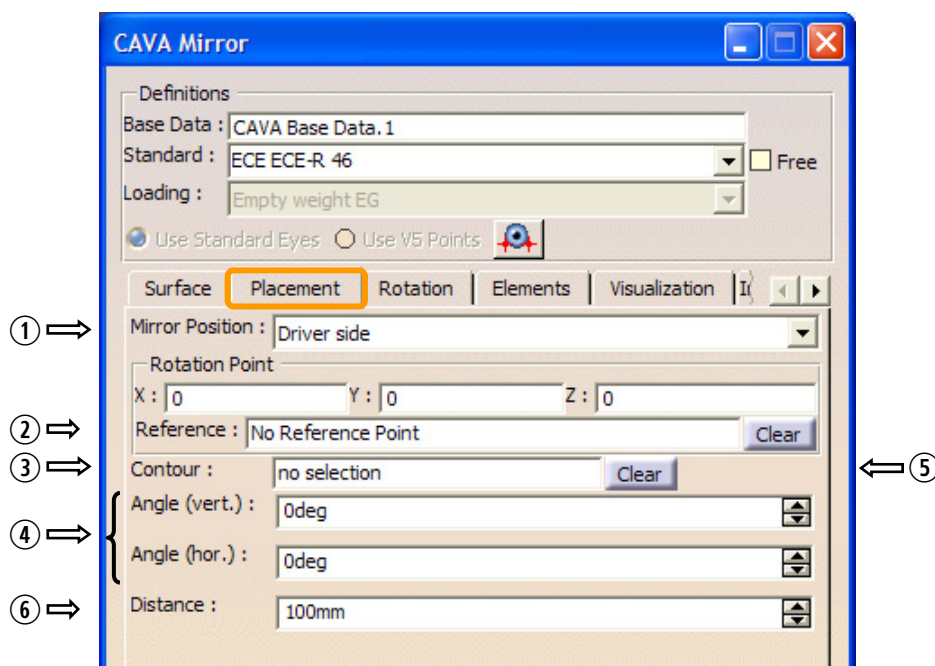 CAVA Mirror
Definitions
Base Data : CAVA Base Data.1
Standard : ECE ECE-R 46 Free
Loading : Empty weight EG
Use Standard Eyes Use V5 Points
Surface Placement Rotation Elements Visualization
① Mirror Position : Driver side
Rotation Point
X : 0 Y : 0 Z : 0
② Reference : No Reference Point Clear
③ Contour : no selection Clear ⑤
Angle (vert.) : 0deg
④
Angle (hor.) : 0deg
⑥ Distance : 100mm